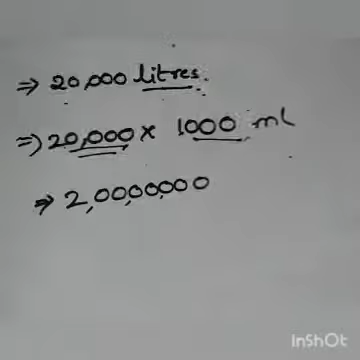 ⇒ 20,000 litres.
⇒ 20,000 × 1000 ml
⇒ 2,00,00,000
InShOt